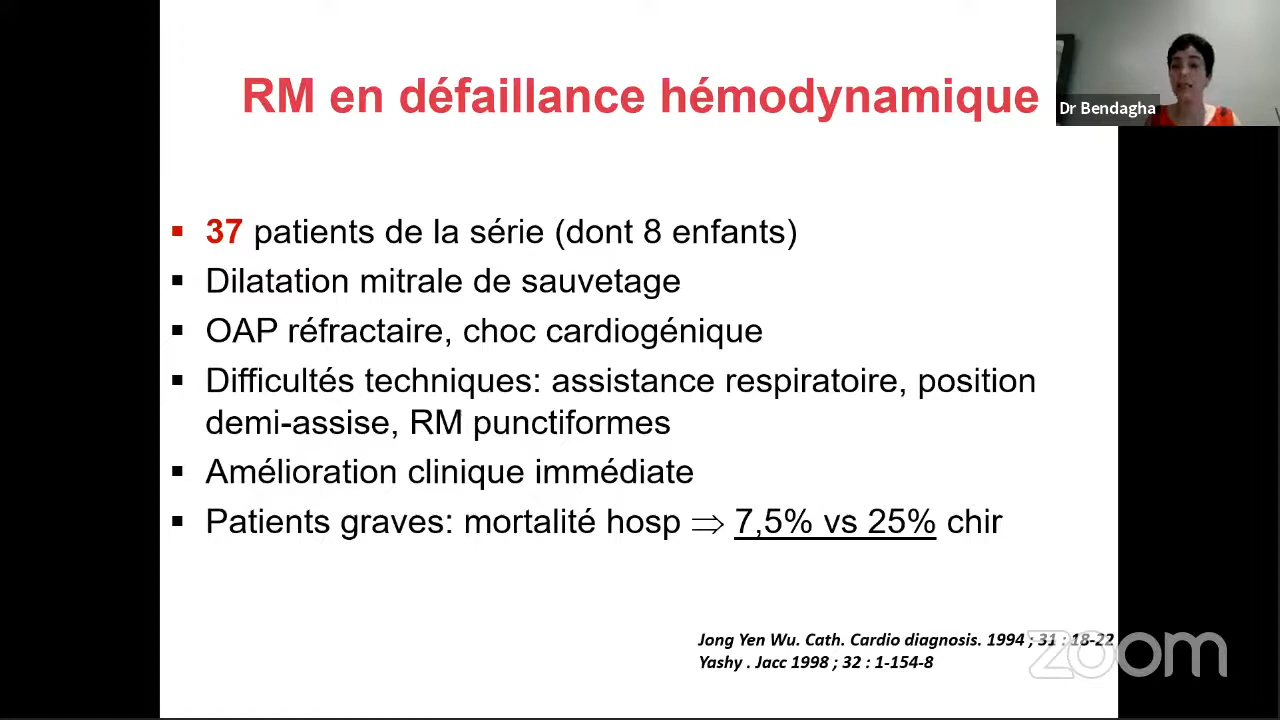 RM en défaillance hémodynamique
Dr Bendagha
▪ 37 patients de la série (dont 8 enfants)
▪ Dilatation mitrale de sauvetage
▪ OAP réfractaire, choc cardiogénique
▪ Difficultés techniques: assistance respiratoire, position
demi-assise, RM punctiformes
▪ Amélioration clinique immédiate
▪ Patients graves: mortalité hosp ⇒ 7,5% vs 25% chir
Jong Yen Wu. Cath. Cardio diagnosis. 1994 ; 31 : 18-22
Yashy . Jacc 1998 ; 32 : 1-154-8
zoom